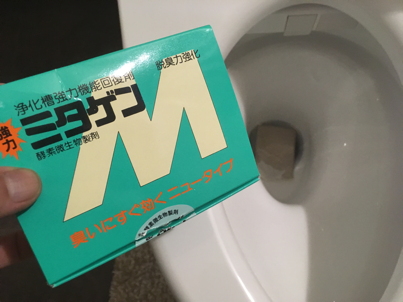 脱臭力強化
浄化槽強力機能回復剤
強力
ミタゲン
M
酵素微生物製剤
臭いにすぐ効くニュータイプ